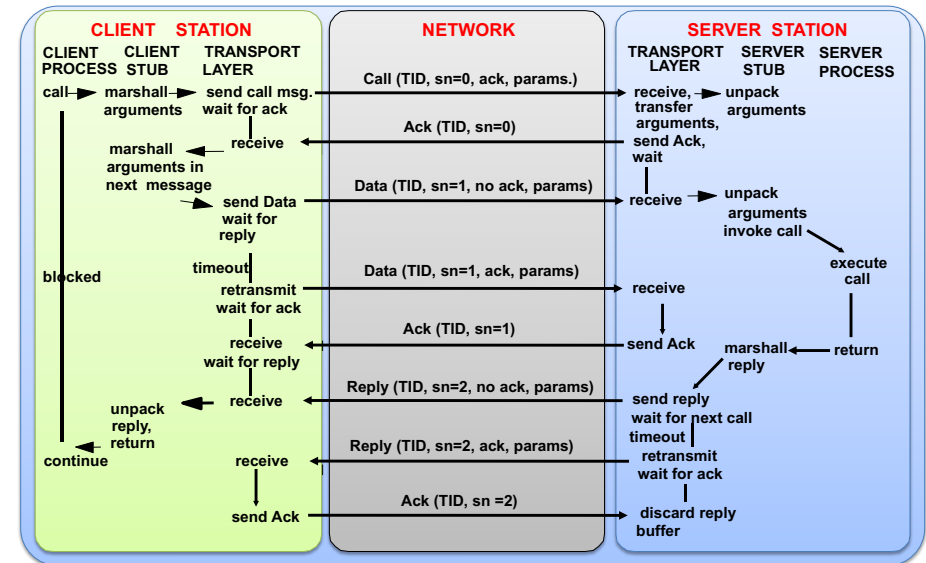 CLIENT STATION
NETWORK
SERVER STATION
CLIENT PROCESS
CLIENT STUB
TRANSPORT LAYER
TRANSPORT LAYER
SERVER STUB
SERVER PROCESS
call
marshall
arguments
send call msg.
wait for ack
Call (TID, sn=0, ack, params.)
receive,
transfer
arguments,
send Ack,
wait
unpack
arguments
Ack (TID, sn=0)
receive
marshall
arguments in
next message
Data (TID, sn=1, no ack, params)
send Data
wait for
reply
receive
unpack
arguments
invoke call
execute
call
blocked
timeout
retransmit
wait for ack
Data (TID, sn=1, ack, params)
receive
Ack (TID, sn=1)
send Ack
receive
wait for reply
marshall
reply
return
Reply (TID, sn=2, no ack, params)
receive
send reply
wait for next call
timeout
retransmit
wait for ack
unpack
reply,
return
continue
Reply (TID, sn=2, ack, params)
receive
Ack (TID, sn =2)
send Ack
discard reply
buffer